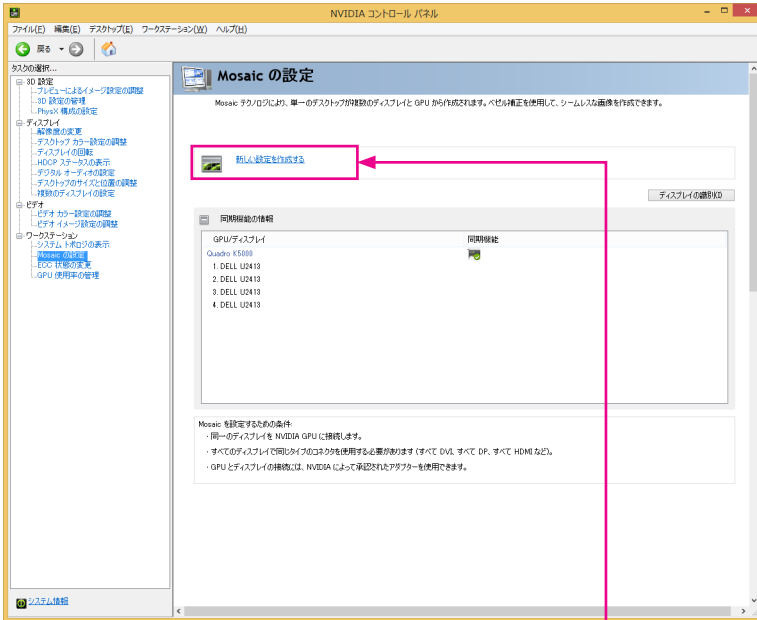 NVIDIA コントロール パネル
ファイル(F) 編集(E) デスクトップ(E) ワークステーション(W) ヘルプ(H)
戻る
タスクの選択...
3D 設定
プレビューによるイメージ設定の調整
3D 設定の管理
PhysX 構成の設定
ディスプレイ
解像度の変更
デスクトップ カラー設定の調整
ディスプレイの回転
HDCP ステータスの表示
デジタル オーディオの設定
デスクトップのサイズと位置の調整
複数のディスプレイの設定
ビデオ
ビデオ カラー設定の調整
ビデオ イメージ設定の調整
ワークステーション
システム トポロジの表示
Mosaic の設定
ECC 状態の変更
GPU 使用率の管理
システム情報
Mosaic の設定
Mosaic テクノロジにより、単一のデスクトップが複数のディスプレイと GPU から作成されます。ベゼル補正を使用して、シームレスな画像を作成できます。
新しい設定を作成する
ディスプレイの識別(D)
同期機能の情報
GPU/ディスプレイ 同期機能
Quadro K5000
1. DELL U2413
2. DELL U2413
3. DELL U2413
4. DELL U2413
Mosaic を設定するための条件:
・同一のディスプレイを NVIDIA GPU に接続します。
・すべてのディスプレイで同じタイプのコネクタを使用する必要があります (すべて DVI、すべて DP、すべて HDMI など)。
・GPU とディスプレイの接続には、NVIDIA によって承認されたアダプターを使用できます。